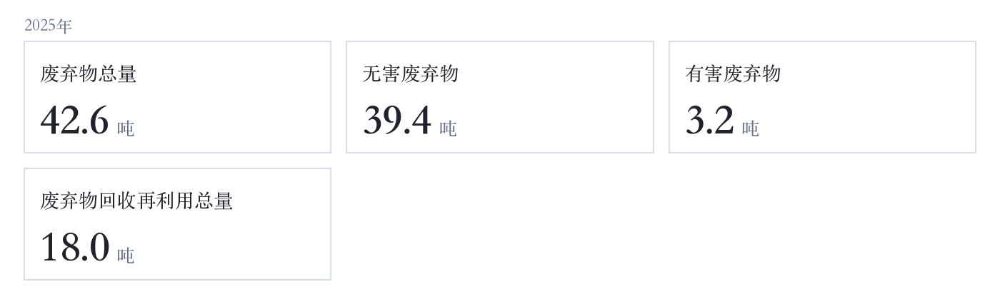 2025年
废弃物总量
42.6 吨
无害废弃物
39.4 吨
有害废弃物
3.2 吨
废弃物回收再利用总量
18.0 吨